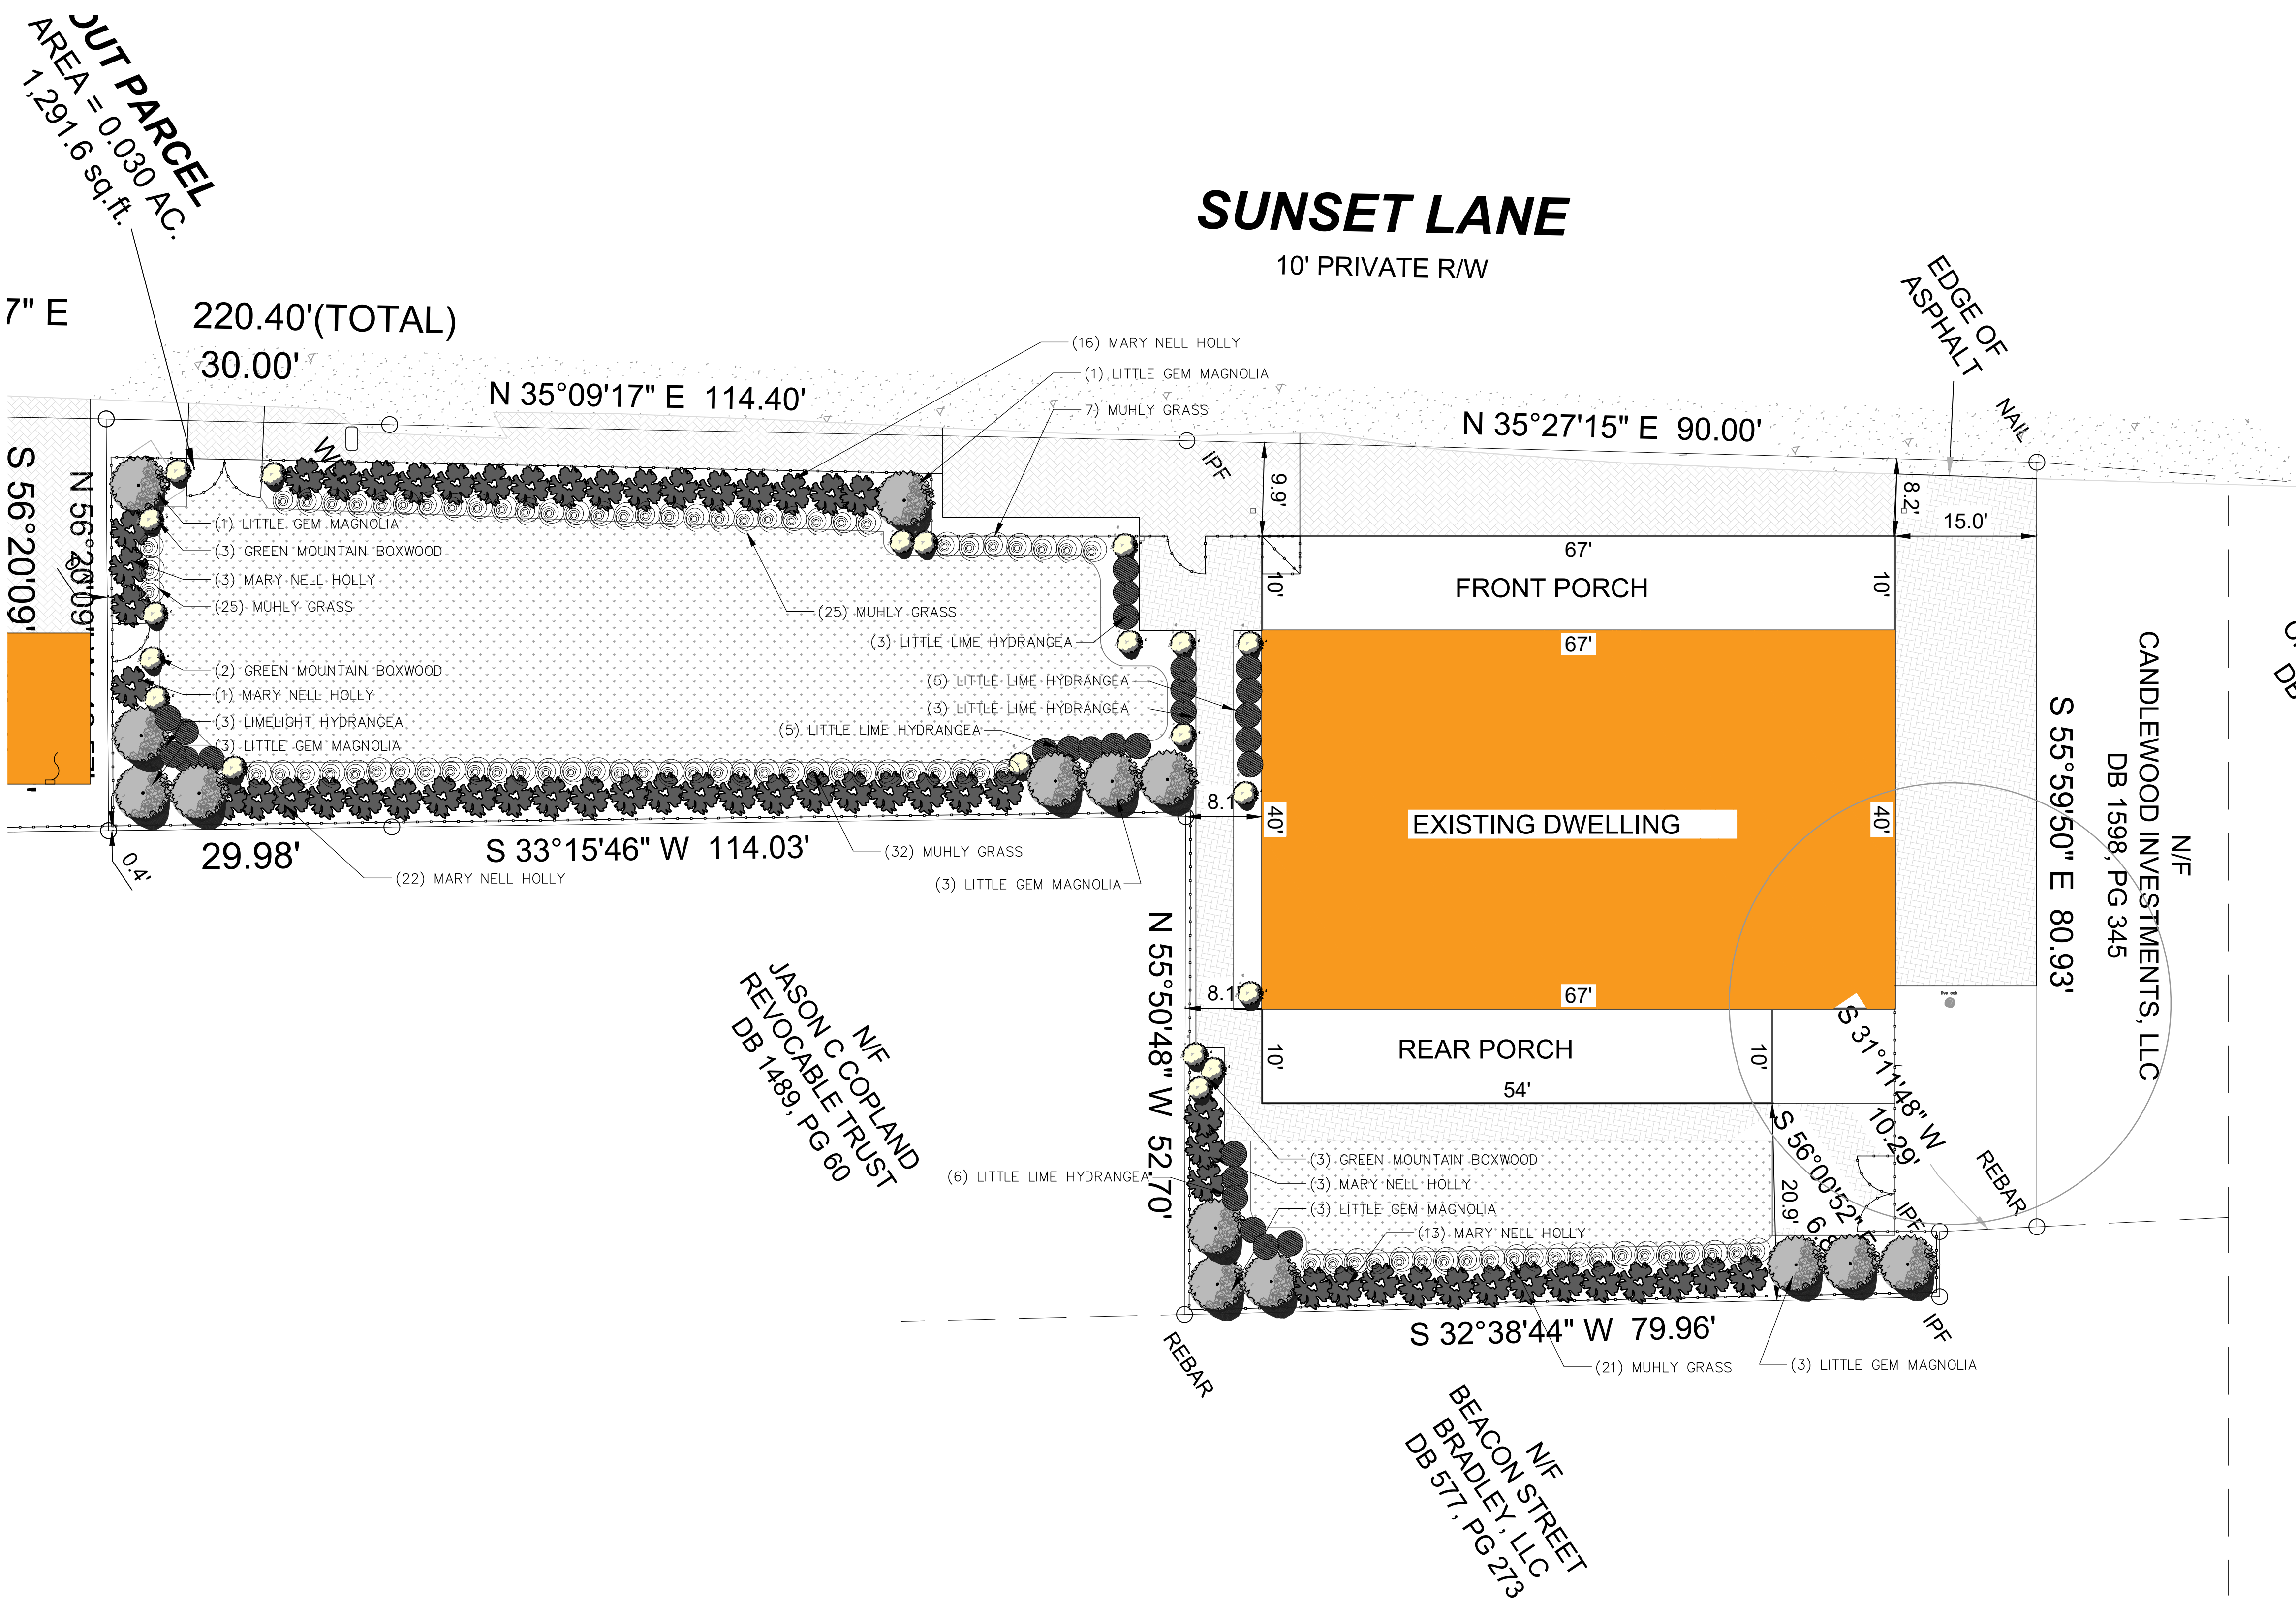 OUT PARCEL
AREA = 0.030 AC.
1,291.6 sq.ft.
SUNSET LANE
10' PRIVATE R/W
7" E
220.40'(TOTAL)
30.00'
N 35°09'17" E 114.40'
(16) MARY NELL HOLLY
(1) LITTLE GEM MAGNOLIA
7) MUHLY GRASS
N 35°27'15" E 90.00'
EDGE OF
ASPHALT
NAIL
IPF
S 56°20'09"
N 56°20'09"
9.9'
8.2'
15.0'
(1) LITTLE GEM MAGNOLIA
(3) GREEN MOUNTAIN BOXWOOD
(3) MARY NELL HOLLY
(25) MUHLY GRASS
(25) MUHLY GRASS
(3) LITTLE LIME HYDRANGEA
(2) GREEN MOUNTAIN BOXWOOD
(1) MARY NELL HOLLY
(3) LIMELIGHT HYDRANGEA
(3) LITTLE GEM MAGNOLIA
(5) LITTLE LIME HYDRANGEA
(3) LITTLE LIME HYDRANGEA
(5) LITTLE LIME HYDRANGEA
67'
10'
FRONT PORCH
10'
67'
8.1'
40'
EXISTING DWELLING
40'
S 55°59'50" E 80.93'
N/F
CANDLEWOOD INVESTMENTS, LLC
DB 1598, PG 345
DB
0.4'
29.98'
S 33°15'46" W 114.03'
(22) MARY NELL HOLLY
(32) MUHLY GRASS
(3) LITTLE GEM MAGNOLIA
N 55°50'48" W 52.70'
8.1'
67'
live oak
10'
REAR PORCH
10'
54'
S 31°11'48" W
10.29'
S 56°00'52" E
20.9'
IPF
REBAR
N/F
JASON C COPLAND
REVOCABLE TRUST
DB 1489, PG 60
(6) LITTLE LIME HYDRANGEA
(3) GREEN MOUNTAIN BOXWOOD
(3) MARY NELL HOLLY
(3) LITTLE GEM MAGNOLIA
(13) MARY NELL HOLLY
REBAR
S 32°38'44" W 79.96'
IPF
(21) MUHLY GRASS
(3) LITTLE GEM MAGNOLIA
N/F
BEACON STREET
BRADLEY, LLC
DB 577, PG 273